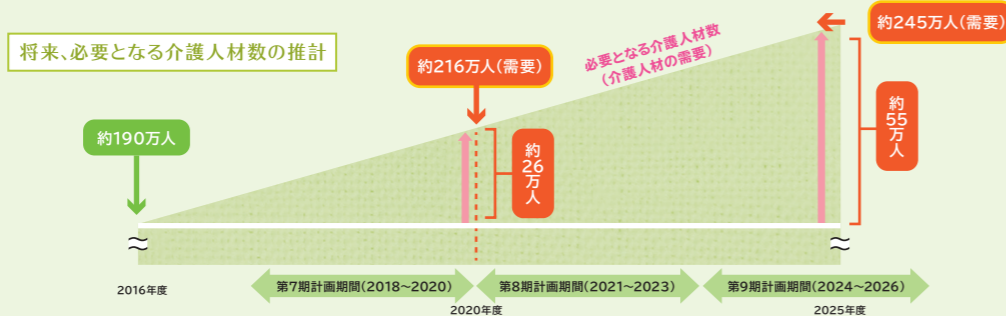 将来、必要となる介護人材数の推計
約245万人(需要)
約216万人(需要)
必要となる介護人材数
(介護人材の需要)
約190万人
約26万人
約55万人
≈
≈
2016年度
第7期計画期間(2018~2020)
第8期計画期間(2021~2023)
第9期計画期間(2024~2026)
2020年度
2025年度